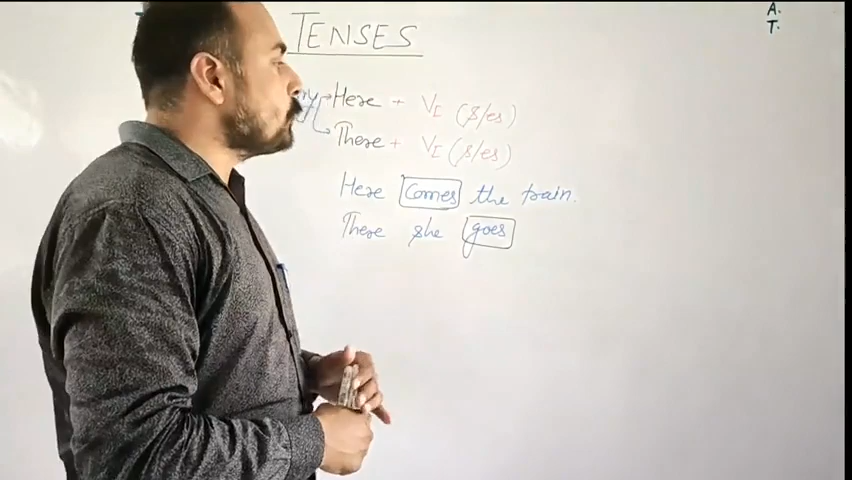 TENSES
A.
T.
Here + V₁ (s/es)
There + V₁ (s/es)
Here comes the train.
There she goes